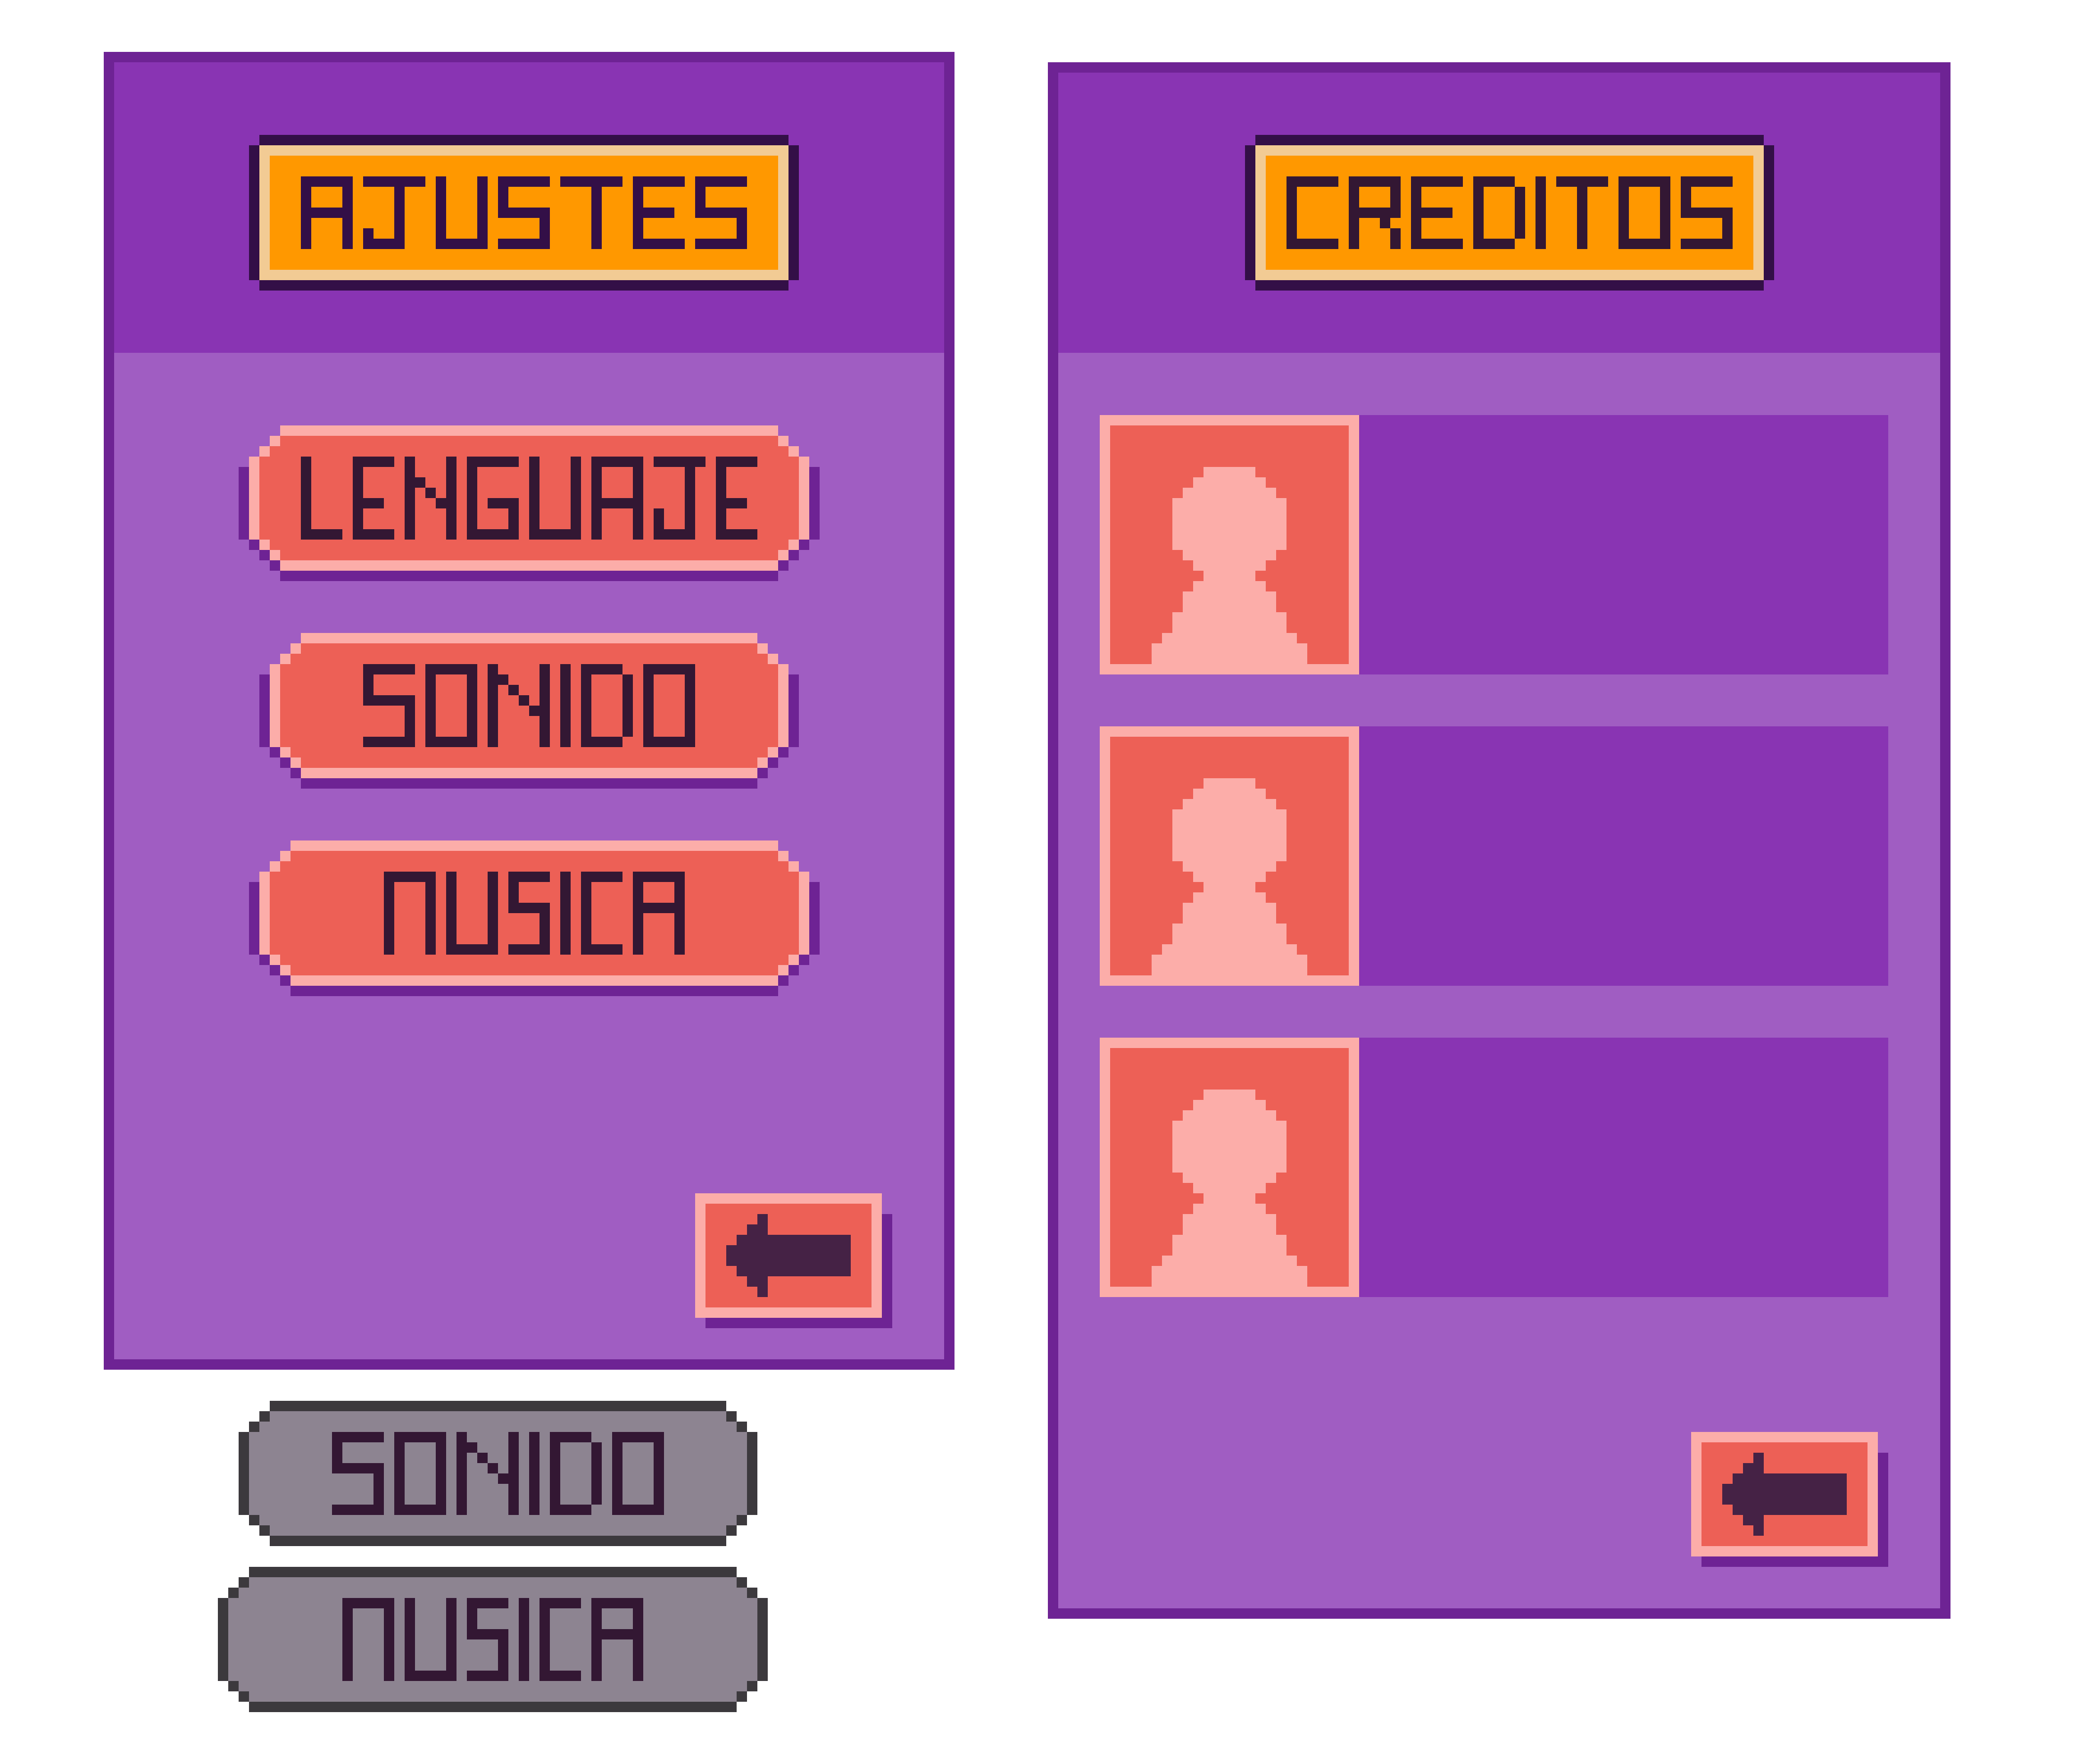 AJUSTES
LENGUAJE
SONIDO
MUSICA
SONIDO
MUSICA
CREDITOS